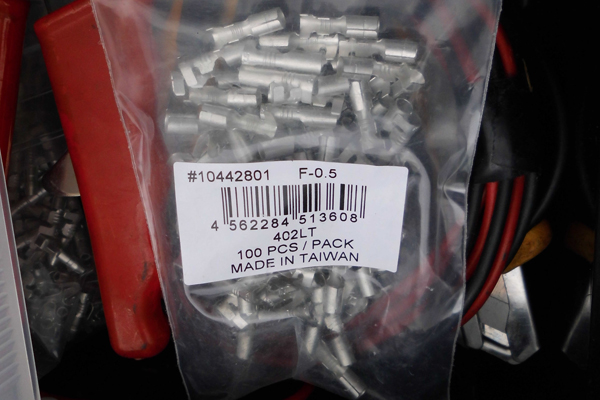 #10442801 F-0.5
4 562284 513608
402LT
100 PCS / PACK
MADE IN TAIWAN